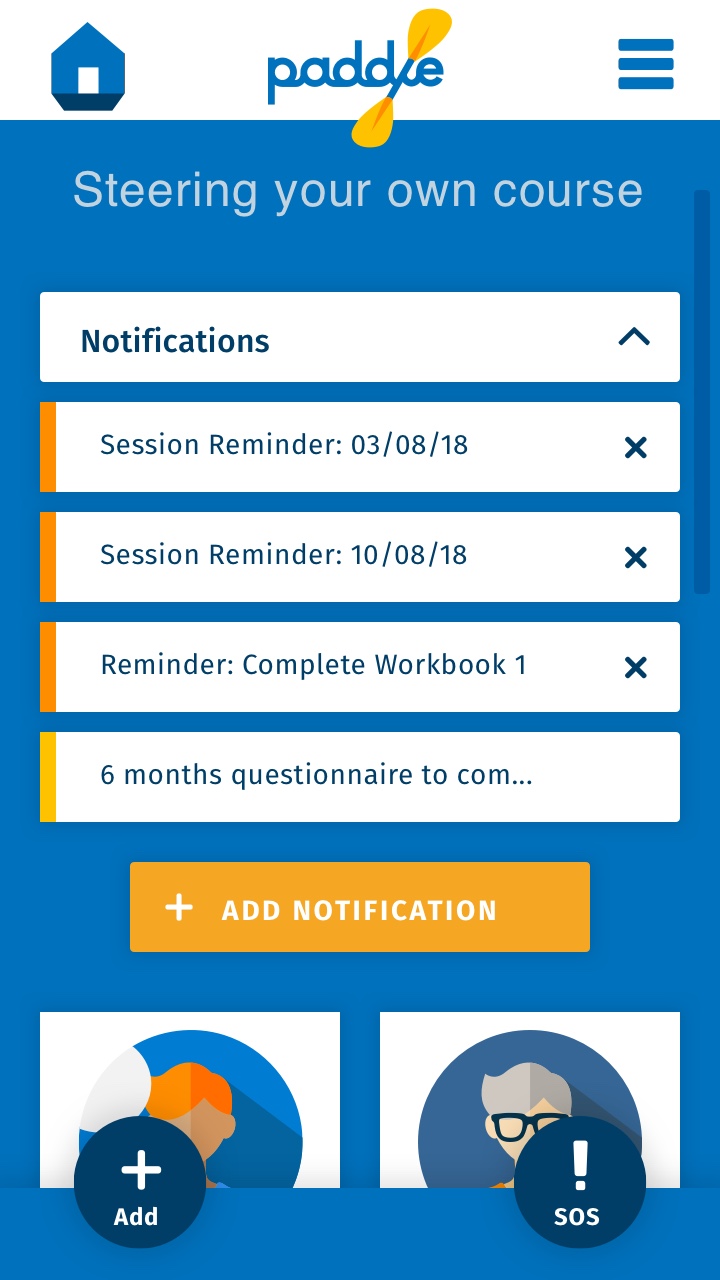 paddle
Steering your own course
Notifications
Session Reminder: 03/08/18
Session Reminder: 10/08/18
Reminder: Complete Workbook 1
6 months questionnaire to com...
ADD NOTIFICATION
Add
SOS